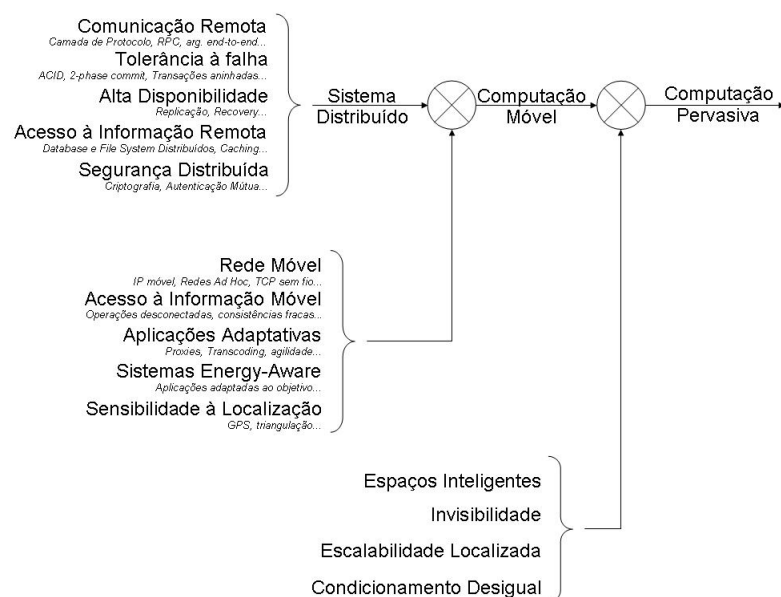 Comunicação Remota
Camada de Protocolo, RPC, arg. end-to-end...
Tolerância à falha
ACID, 2-phase commit, Transações aninhadas...
Alta Disponibilidade
Replicação, Recovery...
Acesso à Informação Remota
Database e File System Distribuídos, Caching...
Segurança Distribuída
Criptografia, Autenticação Mútua...
Sistema
Distribuído
Computação
Móvel
Computação
Pervasiva
Rede Móvel
IP móvel, Redes Ad Hoc, TCP sem fio...
Acesso à Informação Móvel
Operações desconectadas, consistências fracas...
Aplicações Adaptativas
Proxies, Transcoding, agilidade...
Sistemas Energy-Aware
Aplicações adaptadas ao objetivo...
Sensibilidade à Localização
GPS, triangulação...
Espaços Inteligentes
Invisibilidade
Escalabilidade Localizada
Condicionamento Desigual